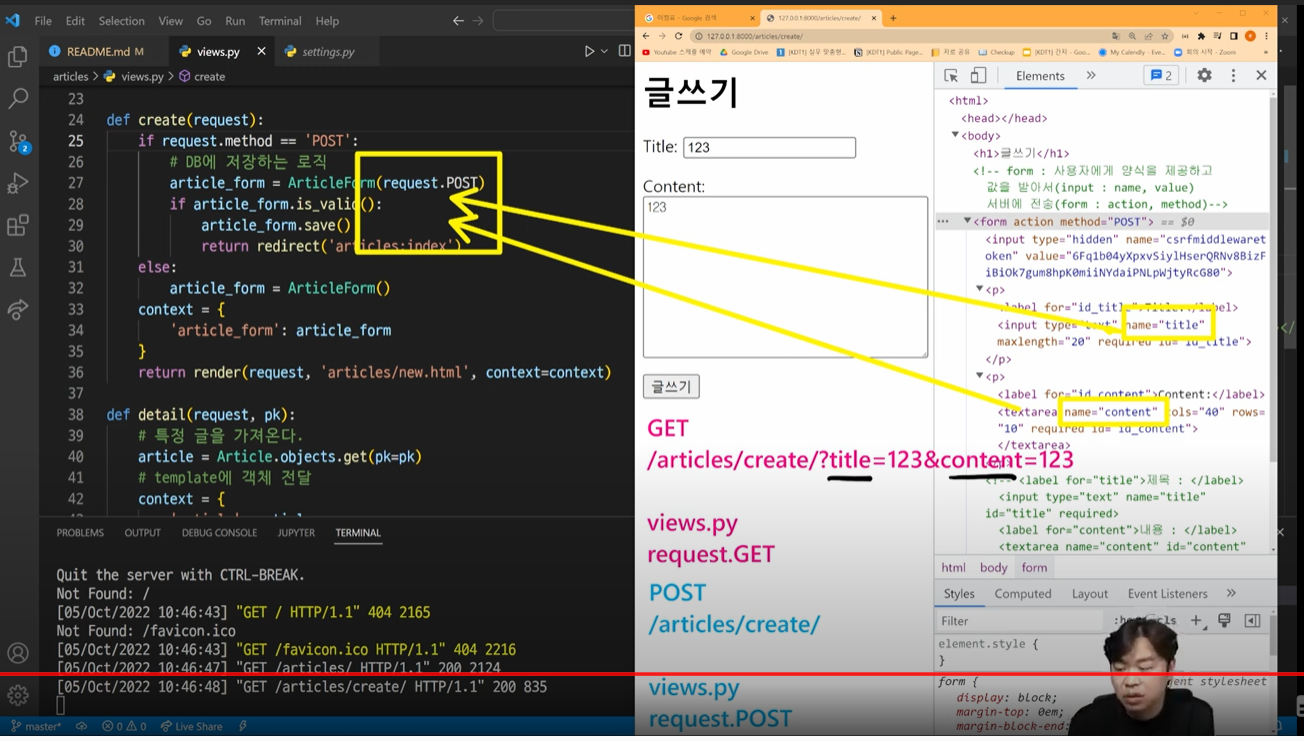 File Edit Selection View Go Run Terminal Help
README.md M
views.py
settings.py
articles > views.py > create
23
24 def create(request):
25 if request.method == 'POST':
26 # DB에 저장하는 로직
27 article_form = ArticleForm(request.POST)
28 if article_form.is_valid():
29 article_form.save()
30 return redirect('articles:index')
31 else:
32 article_form = ArticleForm()
33 context = {
34 'article_form': article_form
35 }
36 return render(request, 'articles/new.html', context=context)
37
38 def detail(request, pk):
39 # 특정 글을 가져온다.
40 article = Article.objects.get(pk=pk)
41 # template에 객체 전달
42 context = {
PROBLEMS OUTPUT DEBUG CONSOLE JUPYTER TERMINAL
Quit the server with CTRL-BREAK.
Not Found: /
[05/Oct/2022 10:46:43] "GET / HTTP/1.1" 404 2165
Not Found: /favicon.ico
[05/Oct/2022 10:46:43] "GET /favicon.ico HTTP/1.1" 404 2216
[05/Oct/2022 10:46:47] "GET /articles/ HTTP/1.1" 200 2124
[05/Oct/2022 10:46:48] "GET /articles/create/ HTTP/1.1" 200 835
master* 0 0 Live Share
Google 검색
127.0.0.1:8000/articles/create/
127.0.0.1:8000/articles/create/
YouTube 스케줄 예약 Google Drive [KDT1] 실무 맞춤형... [KDT1] Public Page... 자료 공유 Checkup [KDT1] 간지 - Goo... My Calendly - Eve... 회의 시작 - Zoom
글쓰기
Title: 123
Content:
123
글쓰기
GET
/articles/create/?title=123&content=123
views.py
request.GET
POST
/articles/create/
views.py
request.POST
Elements
2
<html>
<head></head>
<body>
<h1>글쓰기</h1>
<!-- form : 사용자에게 양식을 제공하고
값을 받아서(input : name, value)
서버에 전송(form : action, method)-->
<form action method="POST"> == $0
<input type="hidden" name="csrfmiddlewaret
oken" value="6Fq1b04yXpxvSiylHserQRNv8BizF
iBiOk7gum8hpK0miiNYdaiPNLpWjtyRcG80">
<p>
<label for="id_title">Title:</label>
<input type="text" name="title"
maxlength="20" required id="id_title">
</p>
<p>
<label for="id_content">Content:</label>
<textarea name="content" cols="40" rows=
"10" required id="id_content">
</textarea>
<!-- <label for="title">제목 : </label>
<input type="text" name="title"
id="title" required>
<label for="content">내용 : </label>
<textarea name="content" id="content"
html body form
Styles Computed Layout Event Listeners
Filter
element.style {
}
form {
display: block;
margin-top: 0em;
margin-block-end: